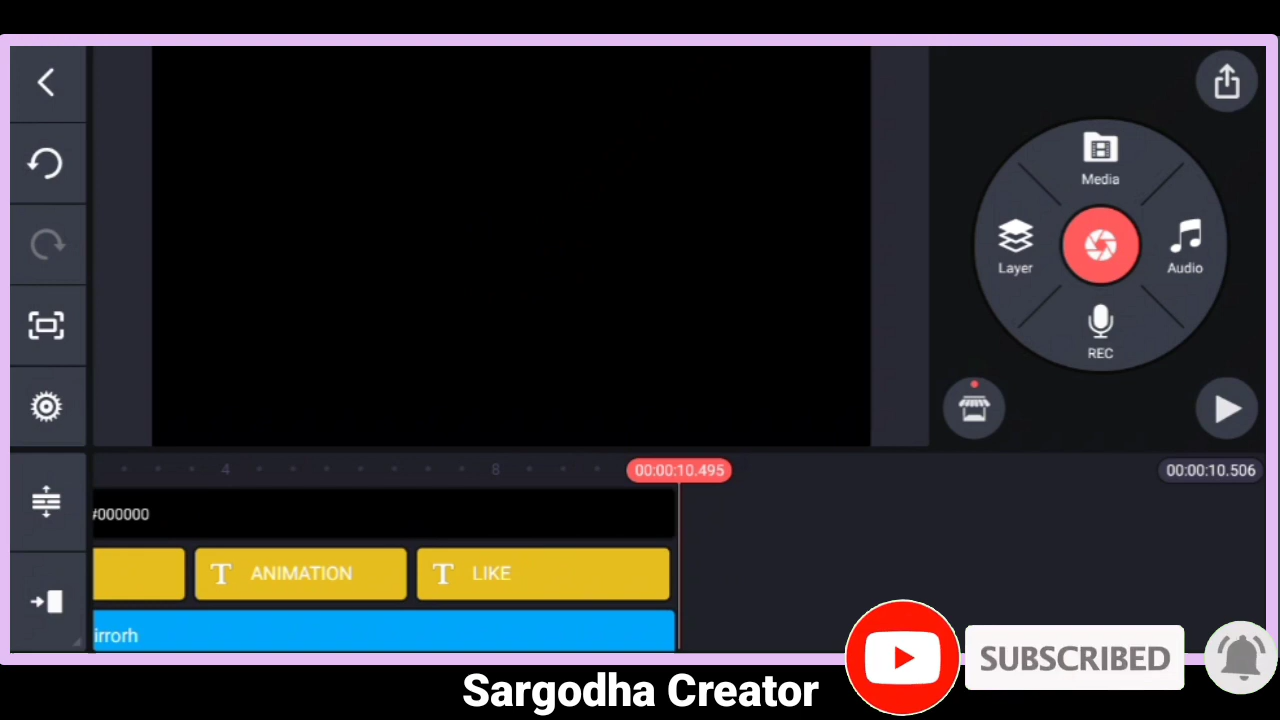 Media
Layer
Audio
REC
4
8
00:00:10.495
00:00:10.506
#000000
T ANIMATION
T LIKE
irrorh
SUBSCRIBED
Sargodha Creator